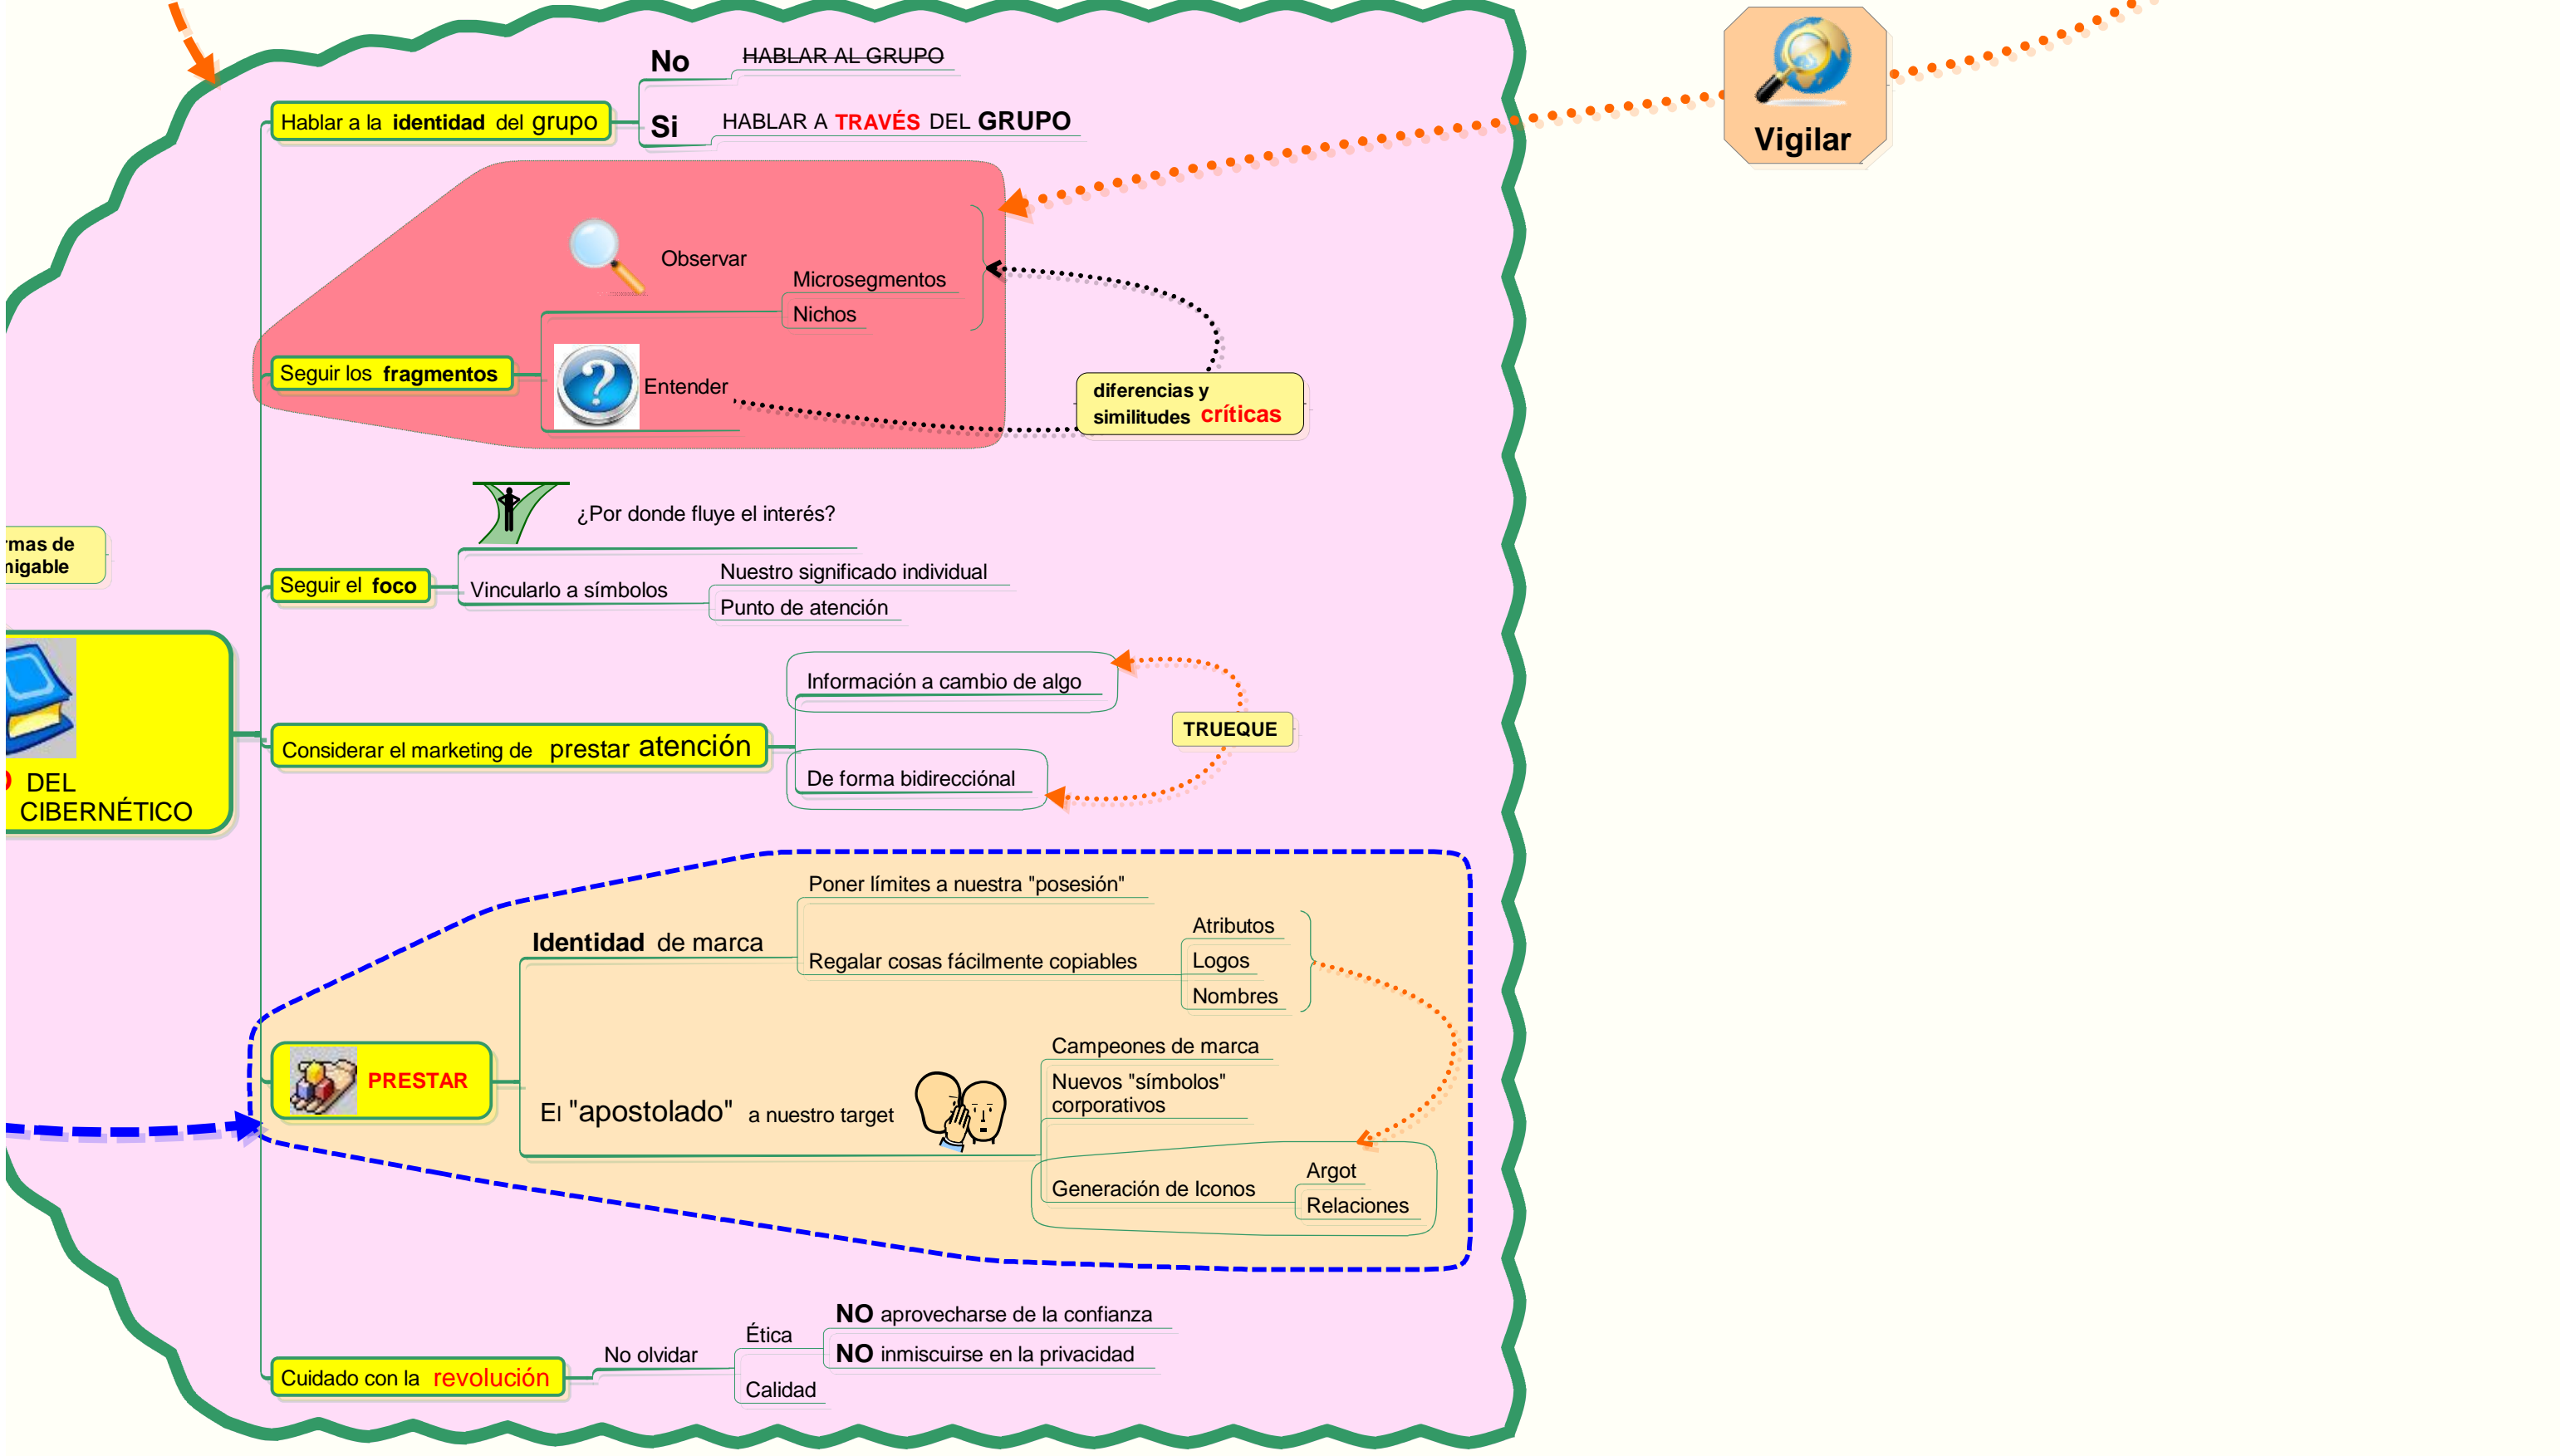 No
HABLAR AL GRUPO
Hablar a la identidad del grupo
Si
HABLAR A TRAVÉS DEL GRUPO
Vigilar
Observar
Microsegmentos
Nichos
Seguir los fragmentos
Entender
diferencias y
similitudes críticas
¿Por donde fluye el interés?
Seguir el foco
Vincularlo a símbolos
Nuestro significado individual
Punto de atención
DEL
CIBERNÉTICO
Considerar el marketing de prestar atención
Información a cambio de algo
De forma bidirecciónal
TRUEQUE
PRESTAR
Identidad de marca
Poner límites a nuestra "posesión"
Regalar cosas fácilmente copiables
Atributos
Logos
Nombres
El "apostolado" a nuestro target
Campeones de marca
Nuevos "símbolos"
corporativos
Generación de Iconos
Argot
Relaciones
Cuidado con la revolución
No olvidar
Ética
NO aprovecharse de la confianza
NO inmiscuirse en la privacidad
Calidad